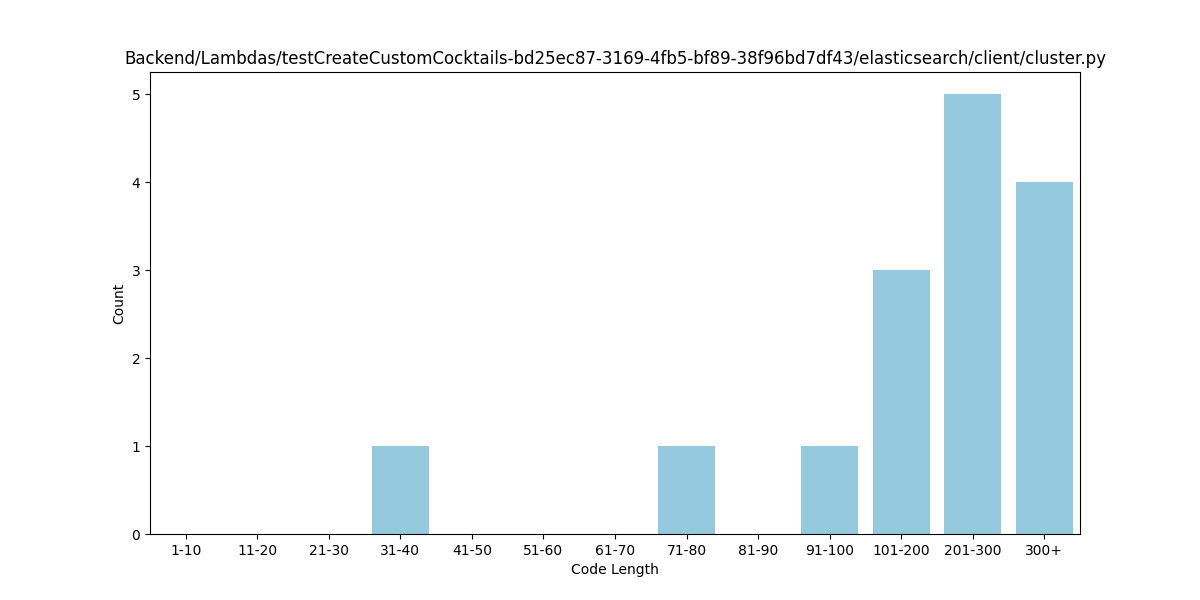 Backend/Lambdas/testCreateCustomCocktails-bd25ec87-3169-4fb5-bf89-38f96bd7df43/elasticsearch/client/cluster.py
5
4
3
2
1
0
Count
1-10 11-20 21-30 31-40 41-50 51-60 61-70 71-80 81-90 91-100 101-200 201-300 300+
Code Length